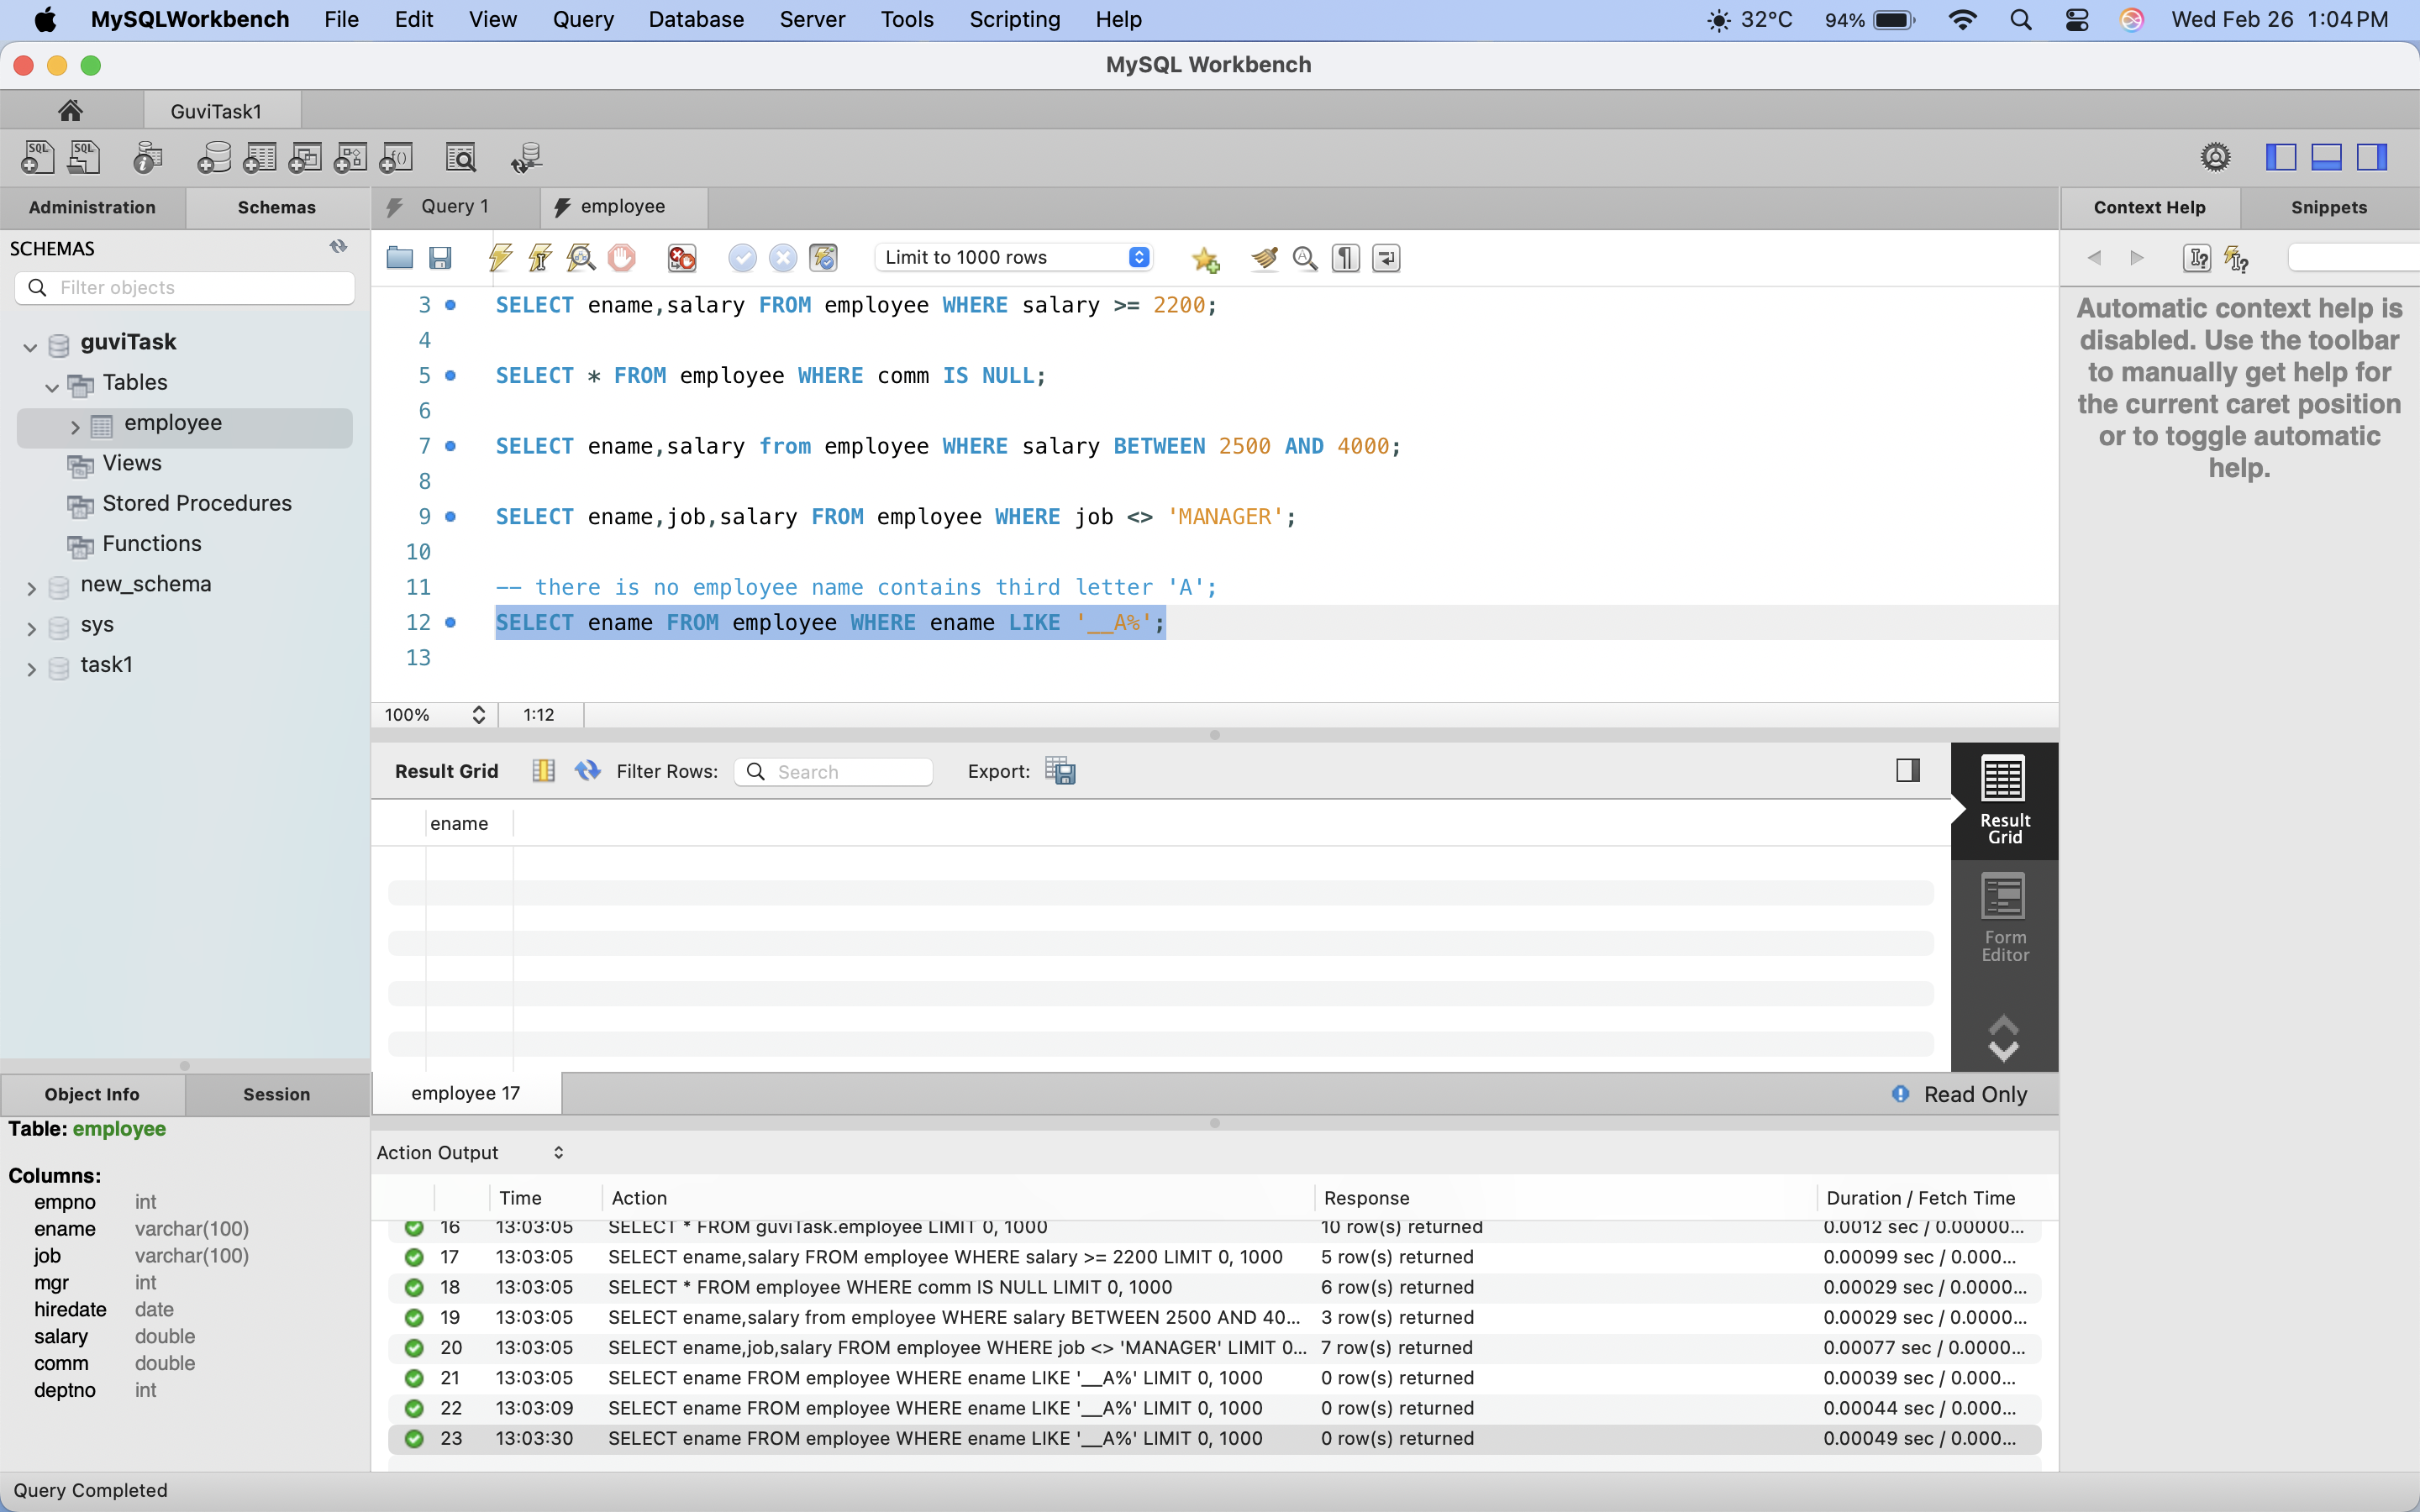 MySQLWorkbench File Edit View Query Database Server Tools Scripting Help 32°C 94% Wed Feb 26 1:04 PM
MySQL Workbench
GuviTask1
Administration Schemas
SCHEMAS
Filter objects
guviTask
Tables
employee
Views
Stored Procedures
Functions
new_schema
sys
task1
Object Info Session
Table: employee
Columns:
empno int
ename varchar(100)
job varchar(100)
mgr int
hiredate date
salary double
comm double
deptno int
Query 1 employee
Limit to 1000 rows
3 SELECT ename,salary FROM employee WHERE salary >= 2200;
4
5 SELECT * FROM employee WHERE comm IS NULL;
6
7 SELECT ename,salary from employee WHERE salary BETWEEN 2500 AND 4000;
8
9 SELECT ename,job,salary FROM employee WHERE job <> 'MANAGER';
10
11 -- there is no employee name contains third letter 'A';
12 SELECT ename FROM employee WHERE ename LIKE '__A%';
13
100% 1:12
Result Grid Filter Rows: Search Export:
ename
Result
Grid
Form
Editor
employee 17 Read Only
Action Output
Time Action Response Duration / Fetch Time
16 13:03:05 SELECT * FROM guviTask.employee LIMIT 0, 1000 10 row(s) returned 0.0012 sec / 0.00000...
17 13:03:05 SELECT ename,salary FROM employee WHERE salary >= 2200 LIMIT 0, 1000 5 row(s) returned 0.00099 sec / 0.000...
18 13:03:05 SELECT * FROM employee WHERE comm IS NULL LIMIT 0, 1000 6 row(s) returned 0.00029 sec / 0.0000...
19 13:03:05 SELECT ename,salary from employee WHERE salary BETWEEN 2500 AND 40... 3 row(s) returned 0.00029 sec / 0.0000...
20 13:03:05 SELECT ename,job,salary FROM employee WHERE job <> 'MANAGER' LIMIT 0... 7 row(s) returned 0.00077 sec / 0.0000...
21 13:03:05 SELECT ename FROM employee WHERE ename LIKE '__A%' LIMIT 0, 1000 0 row(s) returned 0.00039 sec / 0.000...
22 13:03:09 SELECT ename FROM employee WHERE ename LIKE '__A%' LIMIT 0, 1000 0 row(s) returned 0.00044 sec / 0.000...
23 13:03:30 SELECT ename FROM employee WHERE ename LIKE '__A%' LIMIT 0, 1000 0 row(s) returned 0.00049 sec / 0.000...
Context Help Snippets
Automatic context help is
disabled. Use the toolbar
to manually get help for
the current caret position
or to toggle automatic
help.
Query Completed